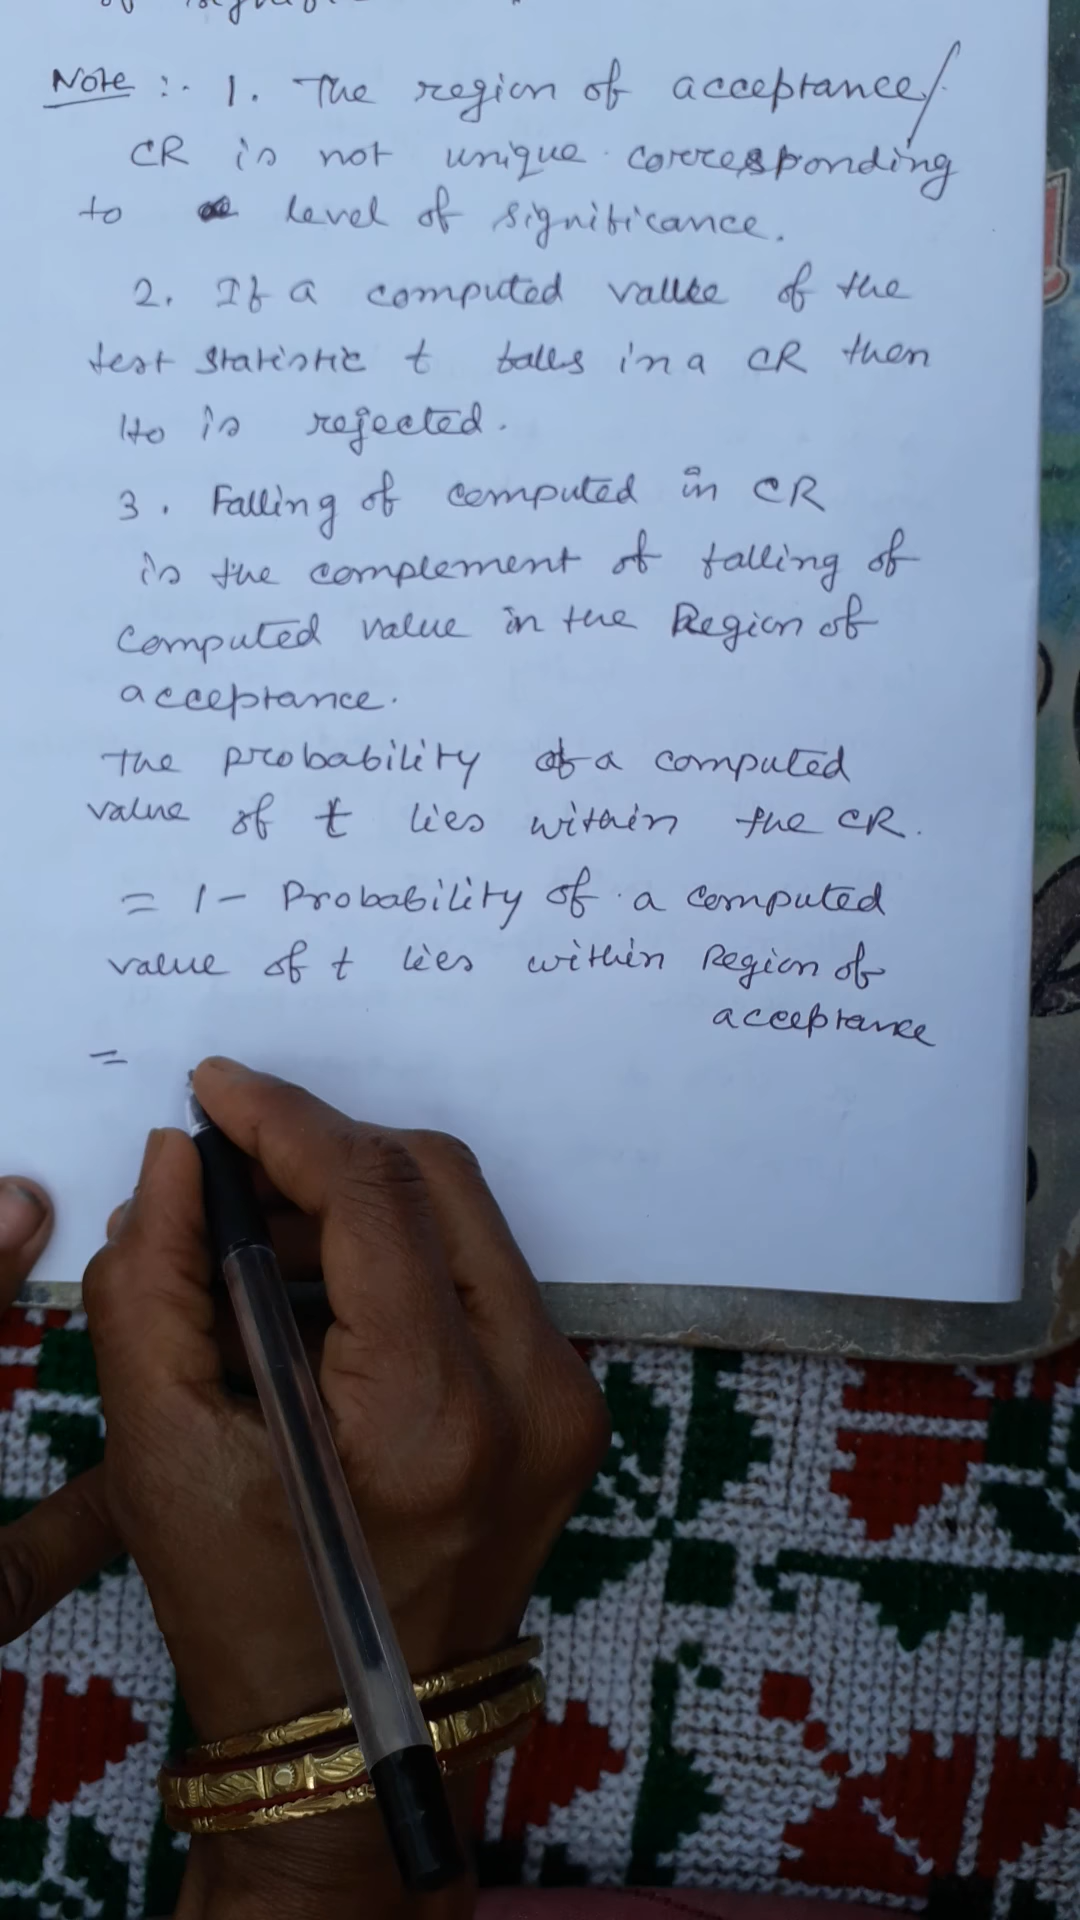 of signifi
Note :- 1. The region of acceptance/
CR is not unique corresponding
to level of significance.
2. If a computed value of the
test statistic t falls in a CR then
Ho is rejected.
3. Falling of computed in CR
is the complement of falling of
computed value in the Region of
acceptance.
The probability of a computed
value of t lies within the CR.
= 1 - Probability of a computed
value of t lies within Region of
acceptance
=